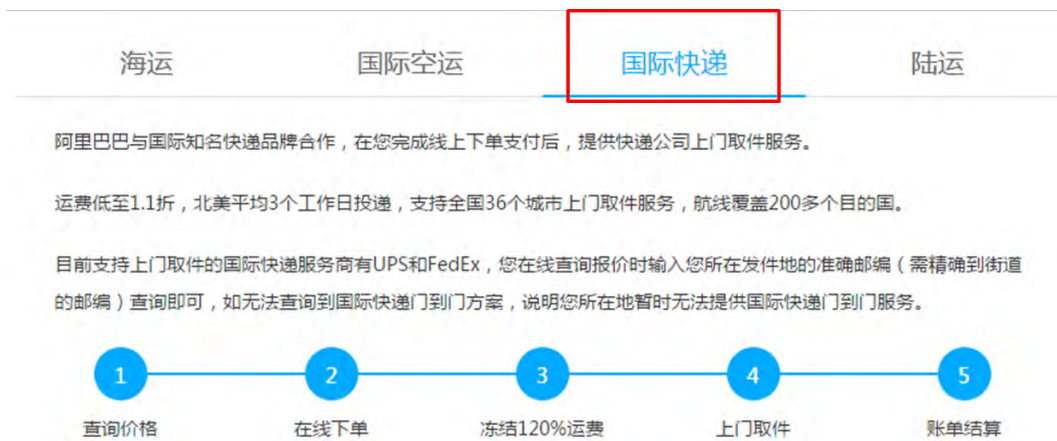 海运 国际空运 国际快递 陆运
阿里巴巴与国际知名快递品牌合作，在您完成线上下单支付后，提供快递公司上门取件服务。
运费低至1.1折，北美平均3个工作日投递，支持全国36个城市上门取件服务，航线覆盖200多个目的国。
目前支持上门取件的国际快递服务商有UPS和FedEx，您在线查询报价时输入您所在发件地的准确邮编（需精确到街道
的邮编）查询即可，如无法查询到国际快递门到门方案，说明您所在地暂时无法提供国际快递门到门服务。
1 2 3 4 5
查询价格 在线下单 冻结120%运费 上门取件 账单结算